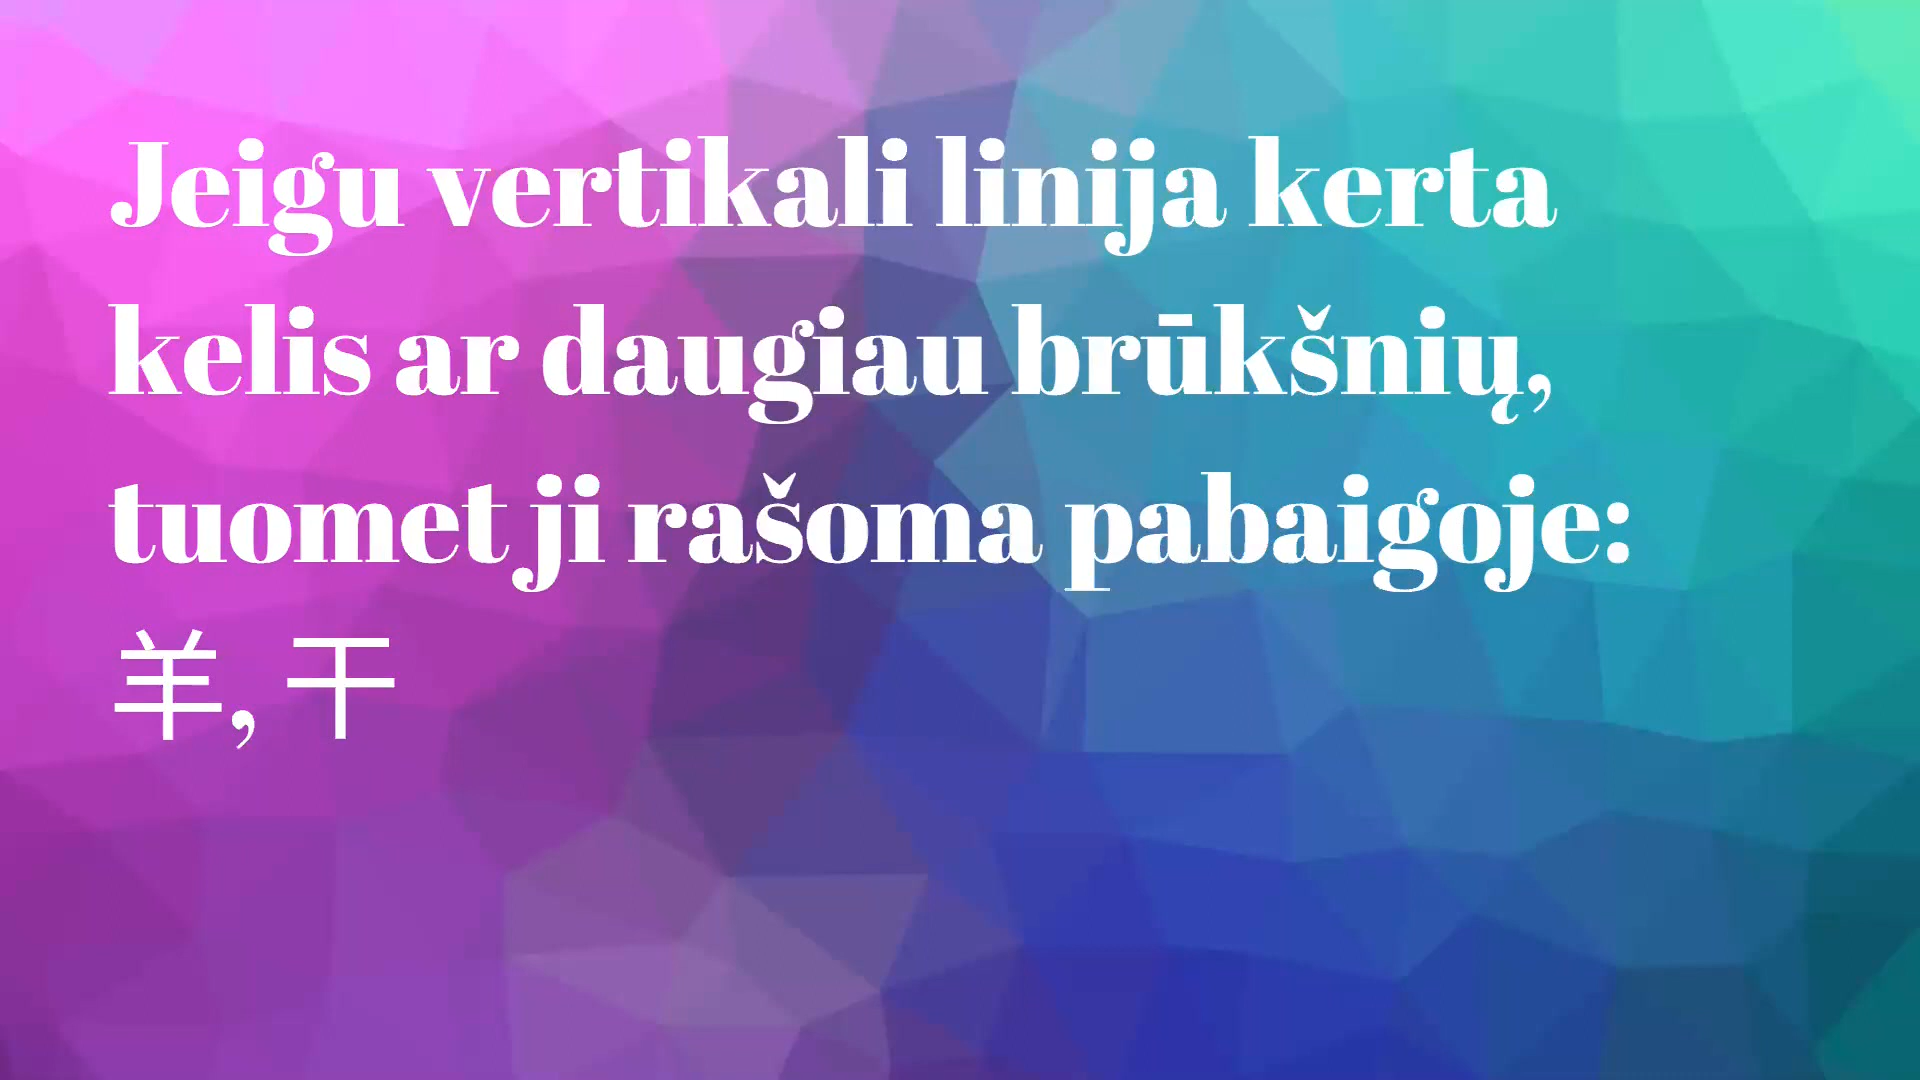 Jeigu vertikali linija kerta
kelis ar daugiau brūkšnių,
tuomet ji rašoma pabaigoje:
羊, 干